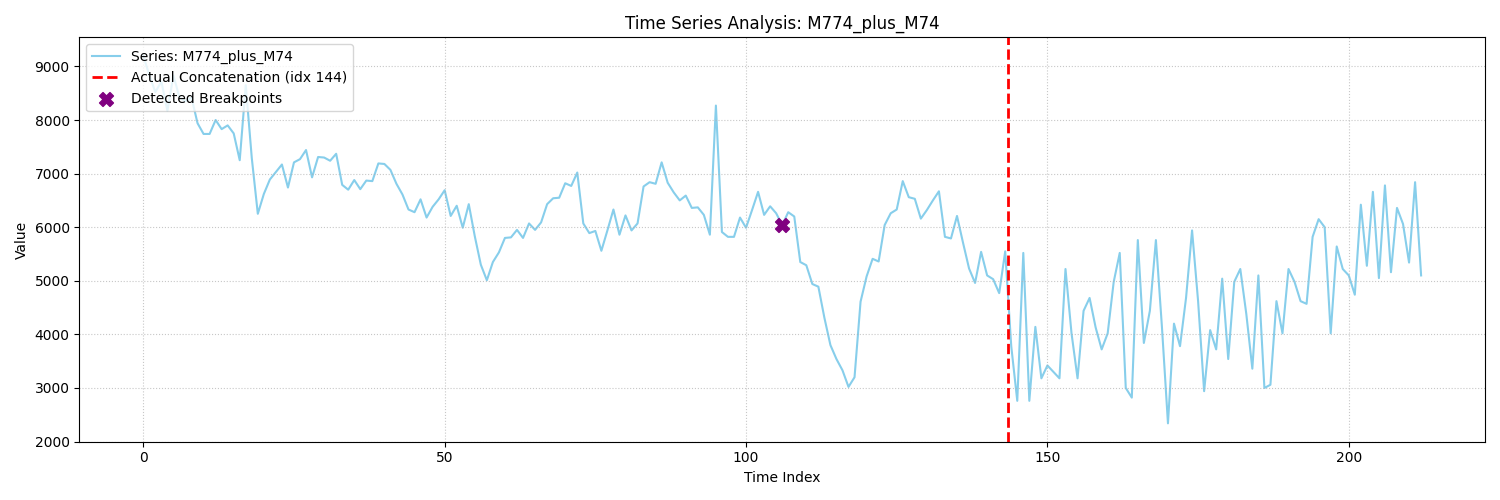 Time Series Analysis: M774_plus_M74
Series: M774_plus_M74
Actual Concatenation (idx 144)
Detected Breakpoints
Value
9000
8000
7000
6000
5000
4000
3000
2000
0
50
100
150
200
Time Index